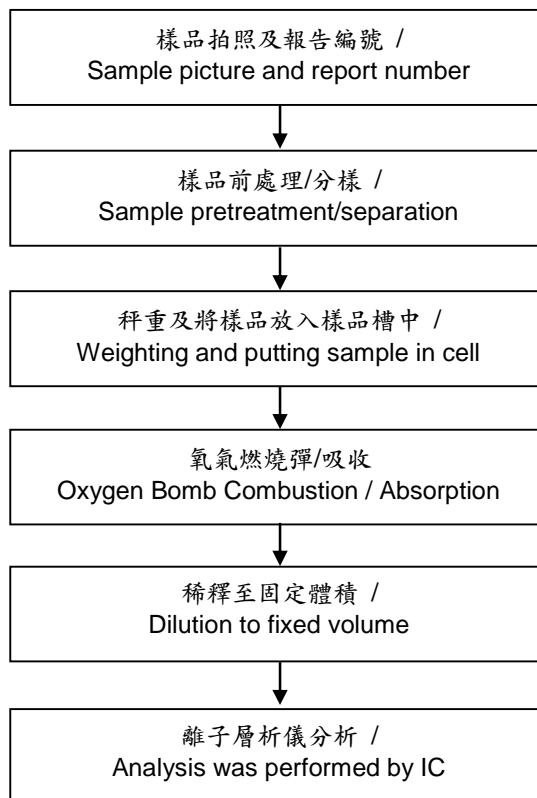 樣品拍照及報告編號 /
Sample picture and report number
樣品前處理/分樣 /
Sample pretreatment/separation
秤重及將樣品放入樣品槽中 /
Weighting and putting sample in cell
氧氣燃燒彈/吸收
Oxygen Bomb Combustion / Absorption
稀釋至固定體積 /
Dilution to fixed volume
離子層析儀分析 /
Analysis was performed by IC